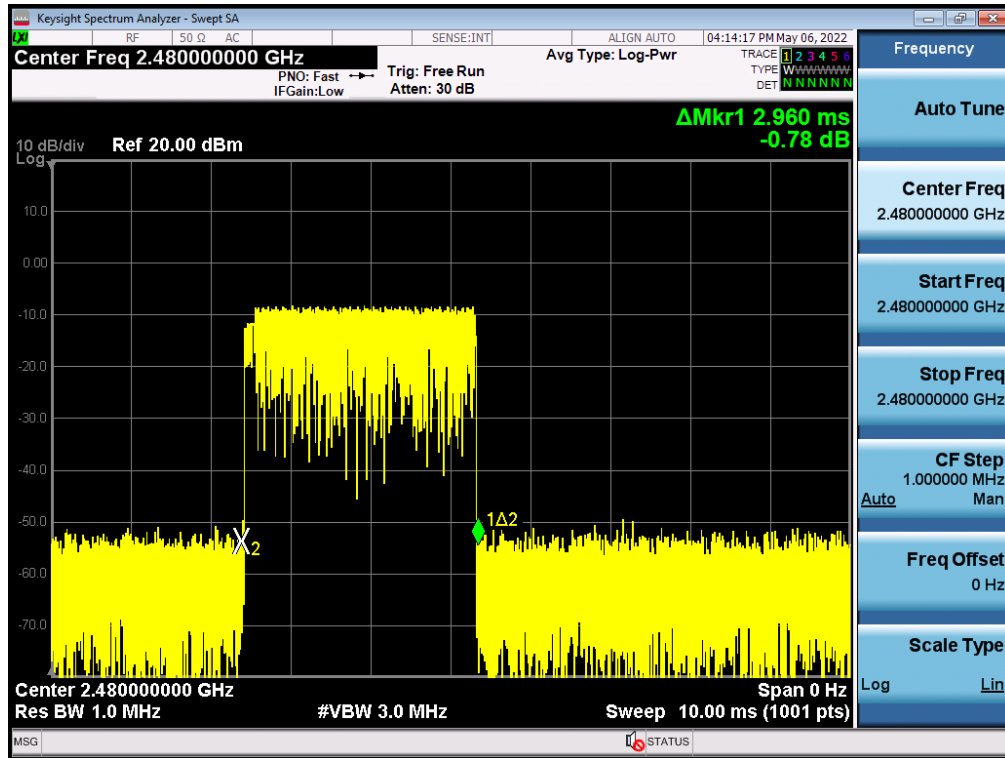 Keysight Spectrum Analyzer - Swept SA
LXI
RF 50 Ω AC SENSE:INT ALIGN AUTO 04:14:17 PM May 06, 2022
Center Freq 2.480000000 GHz
PNO: Fast
IFGain:Low
Trig: Free Run
Atten: 30 dB
Avg Type: Log-Pwr
TRACE 1 2 3 4 5 6
TYPE WWWWWW
DET N N N N N N
ΔMkr1 2.960 ms
-0.78 dB
10 dB/div Ref 20.00 dBm
Log
10.0
0.00
-10.0
-20.0
-30.0
-40.0
-50.0
-60.0
-70.0
2
1Δ2
Center 2.480000000 GHz Span 0 Hz
Res BW 1.0 MHz #VBW 3.0 MHz Sweep 10.00 ms (1001 pts)
MSG STATUS
Frequency
Auto Tune
Center Freq
2.480000000 GHz
Start Freq
2.480000000 GHz
Stop Freq
2.480000000 GHz
CF Step
1.000000 MHz
Auto Man
Freq Offset
0 Hz
Scale Type
Log Lin